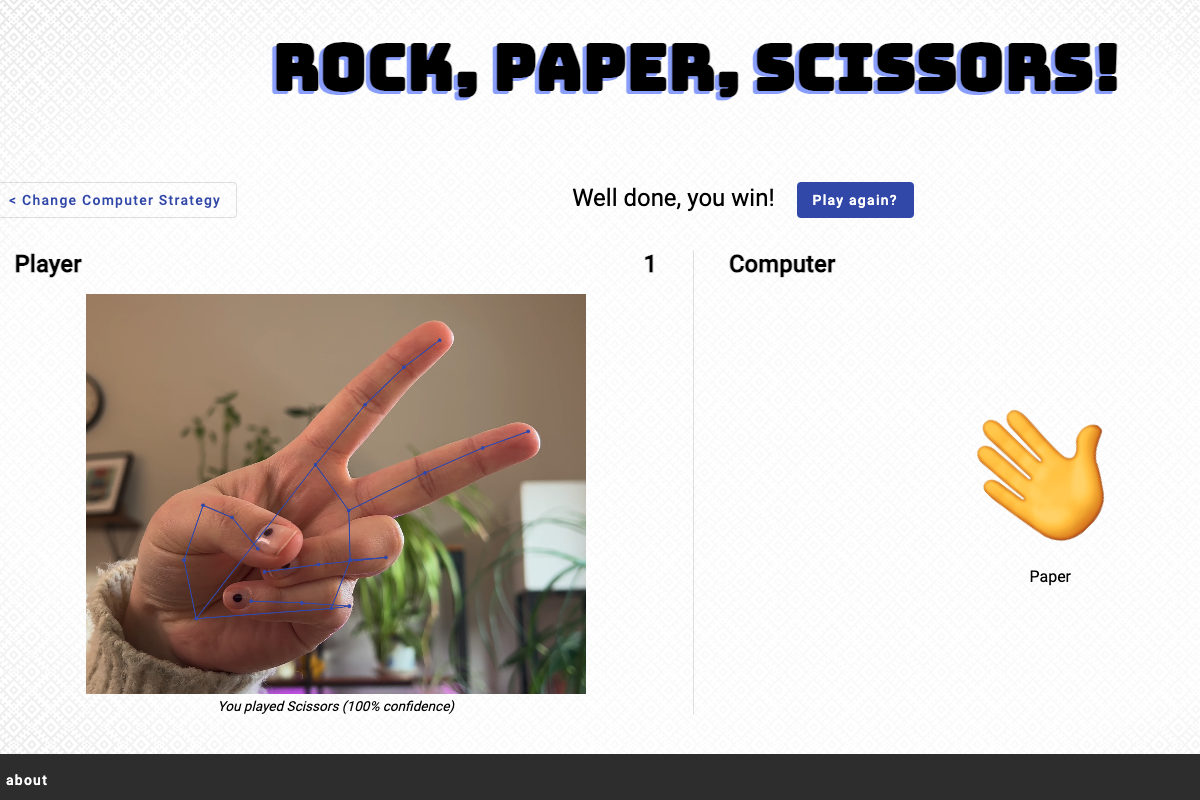 ROCK, PAPER, SCISSORS!
< Change Computer Strategy
Well done, you win!
Play again?
Player
1
Computer
Paper
You played Scissors (100% confidence)
about